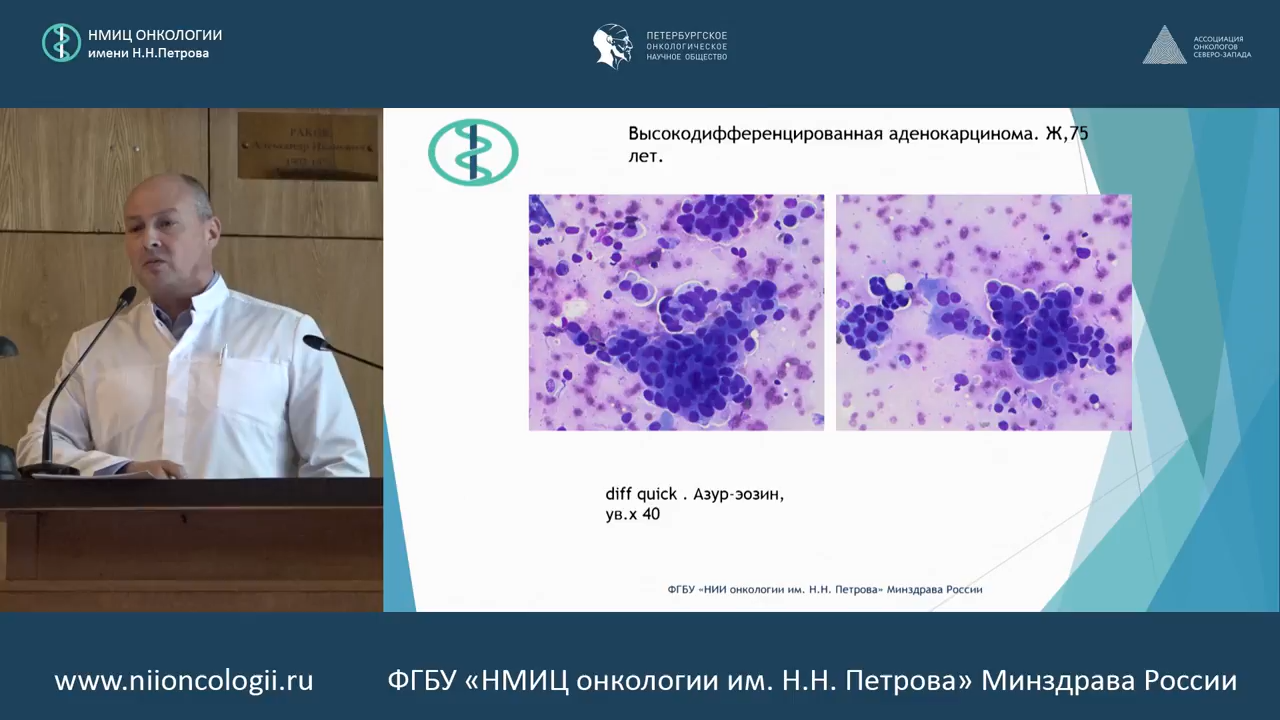 НМИЦ ОНКОЛОГИИ
имени Н.Н.Петрова
ПЕТЕРБУРГСКОЕ
ОНКОЛОГИЧЕСКОЕ
НАУЧНОЕ ОБЩЕСТВО
АССОЦИАЦИЯ
ОНКОЛОГОВ
СЕВЕРО-ЗАПАДА
РАКОВ
Высокодифференцированная аденокарцинома. Ж,75
лет.
diff quick . Азур-эозин,
ув.х 40
ФГБУ «НИИ онкологии им. Н.Н. Петрова» Минздрава России
www.niioncologii.ru
ФГБУ «НМИЦ онкологии им. Н.Н. Петрова» Минздрава России